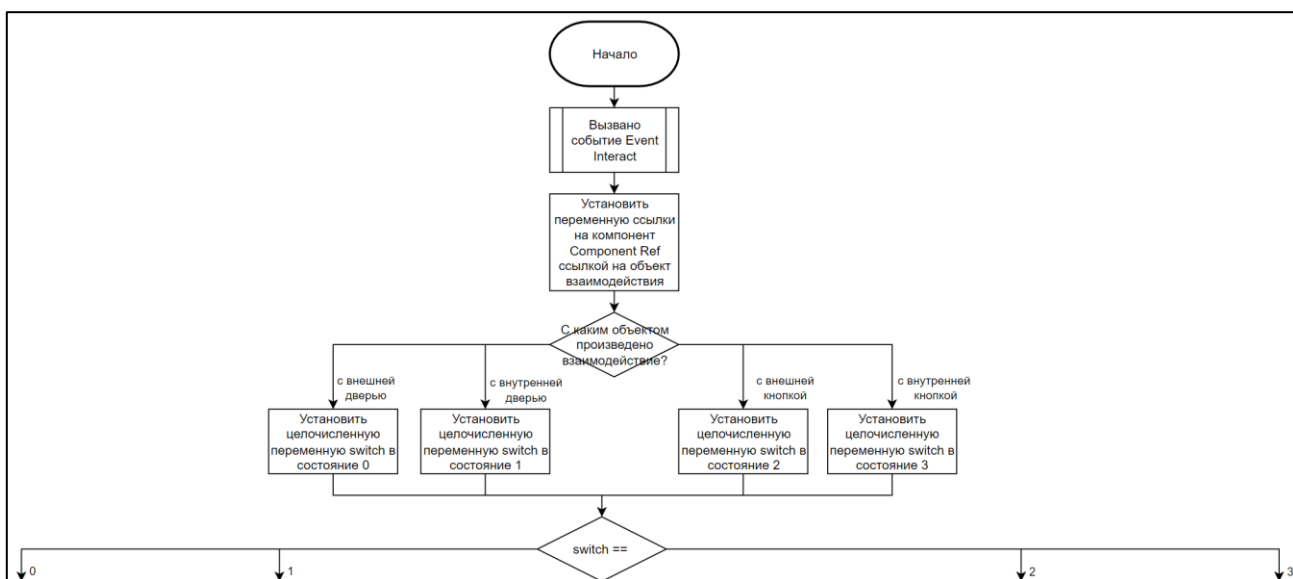 Начало
Вызвано
событие Event
Interact
Установить
переменную ссылки
на компонент
Component Ref
ссылкой на объект
взаимодействия
С каким объектом
произведено
взаимодействие?
с внешней
дверью
с внутренней
дверью
с внешней
кнопкой
с внутренней
кнопкой
Установить
целочисленную
переменную switch в
состояние 0
Установить
целочисленную
переменную switch в
состояние 1
Установить
целочисленную
переменную switch в
состояние 2
Установить
целочисленную
переменную switch в
состояние 3
switch ==
0
1
2
3